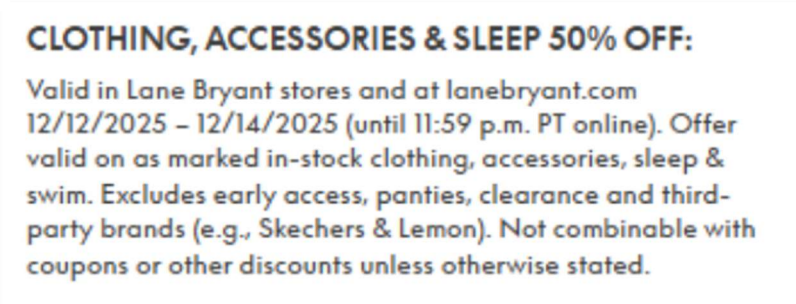 CLOTHING, ACCESSORIES & SLEEP 50% OFF:
Valid in Lane Bryant stores and at lanebryant.com
12/12/2025 – 12/14/2025 (until 11:59 p.m. PT online). Offer
valid on as marked in-stock clothing, accessories, sleep &
swim. Excludes early access, panties, clearance and third-
party brands (e.g., Skechers & Lemon). Not combinable with
coupons or other discounts unless otherwise stated.